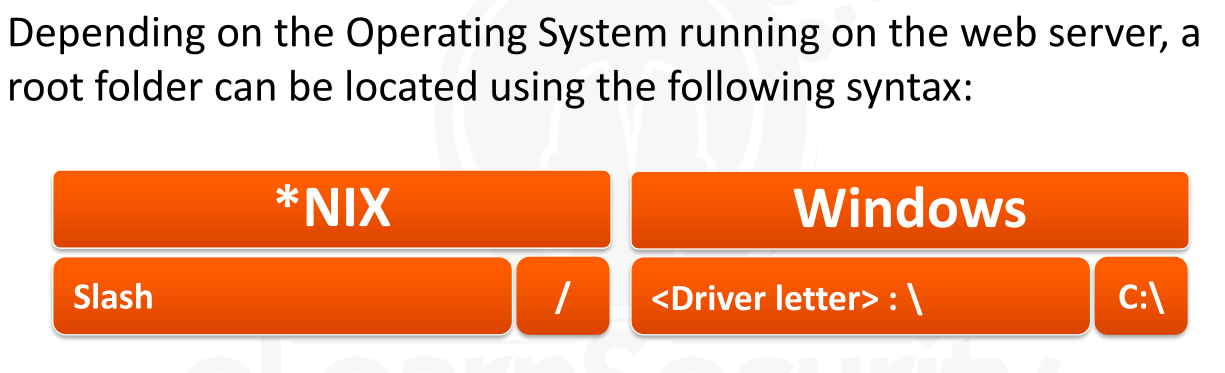 Depending on the Operating System running on the web server, a
root folder can be located using the following syntax:
*NIX
Windows
Slash
/
<Driver letter> : \
C:\
eLearnSecurity